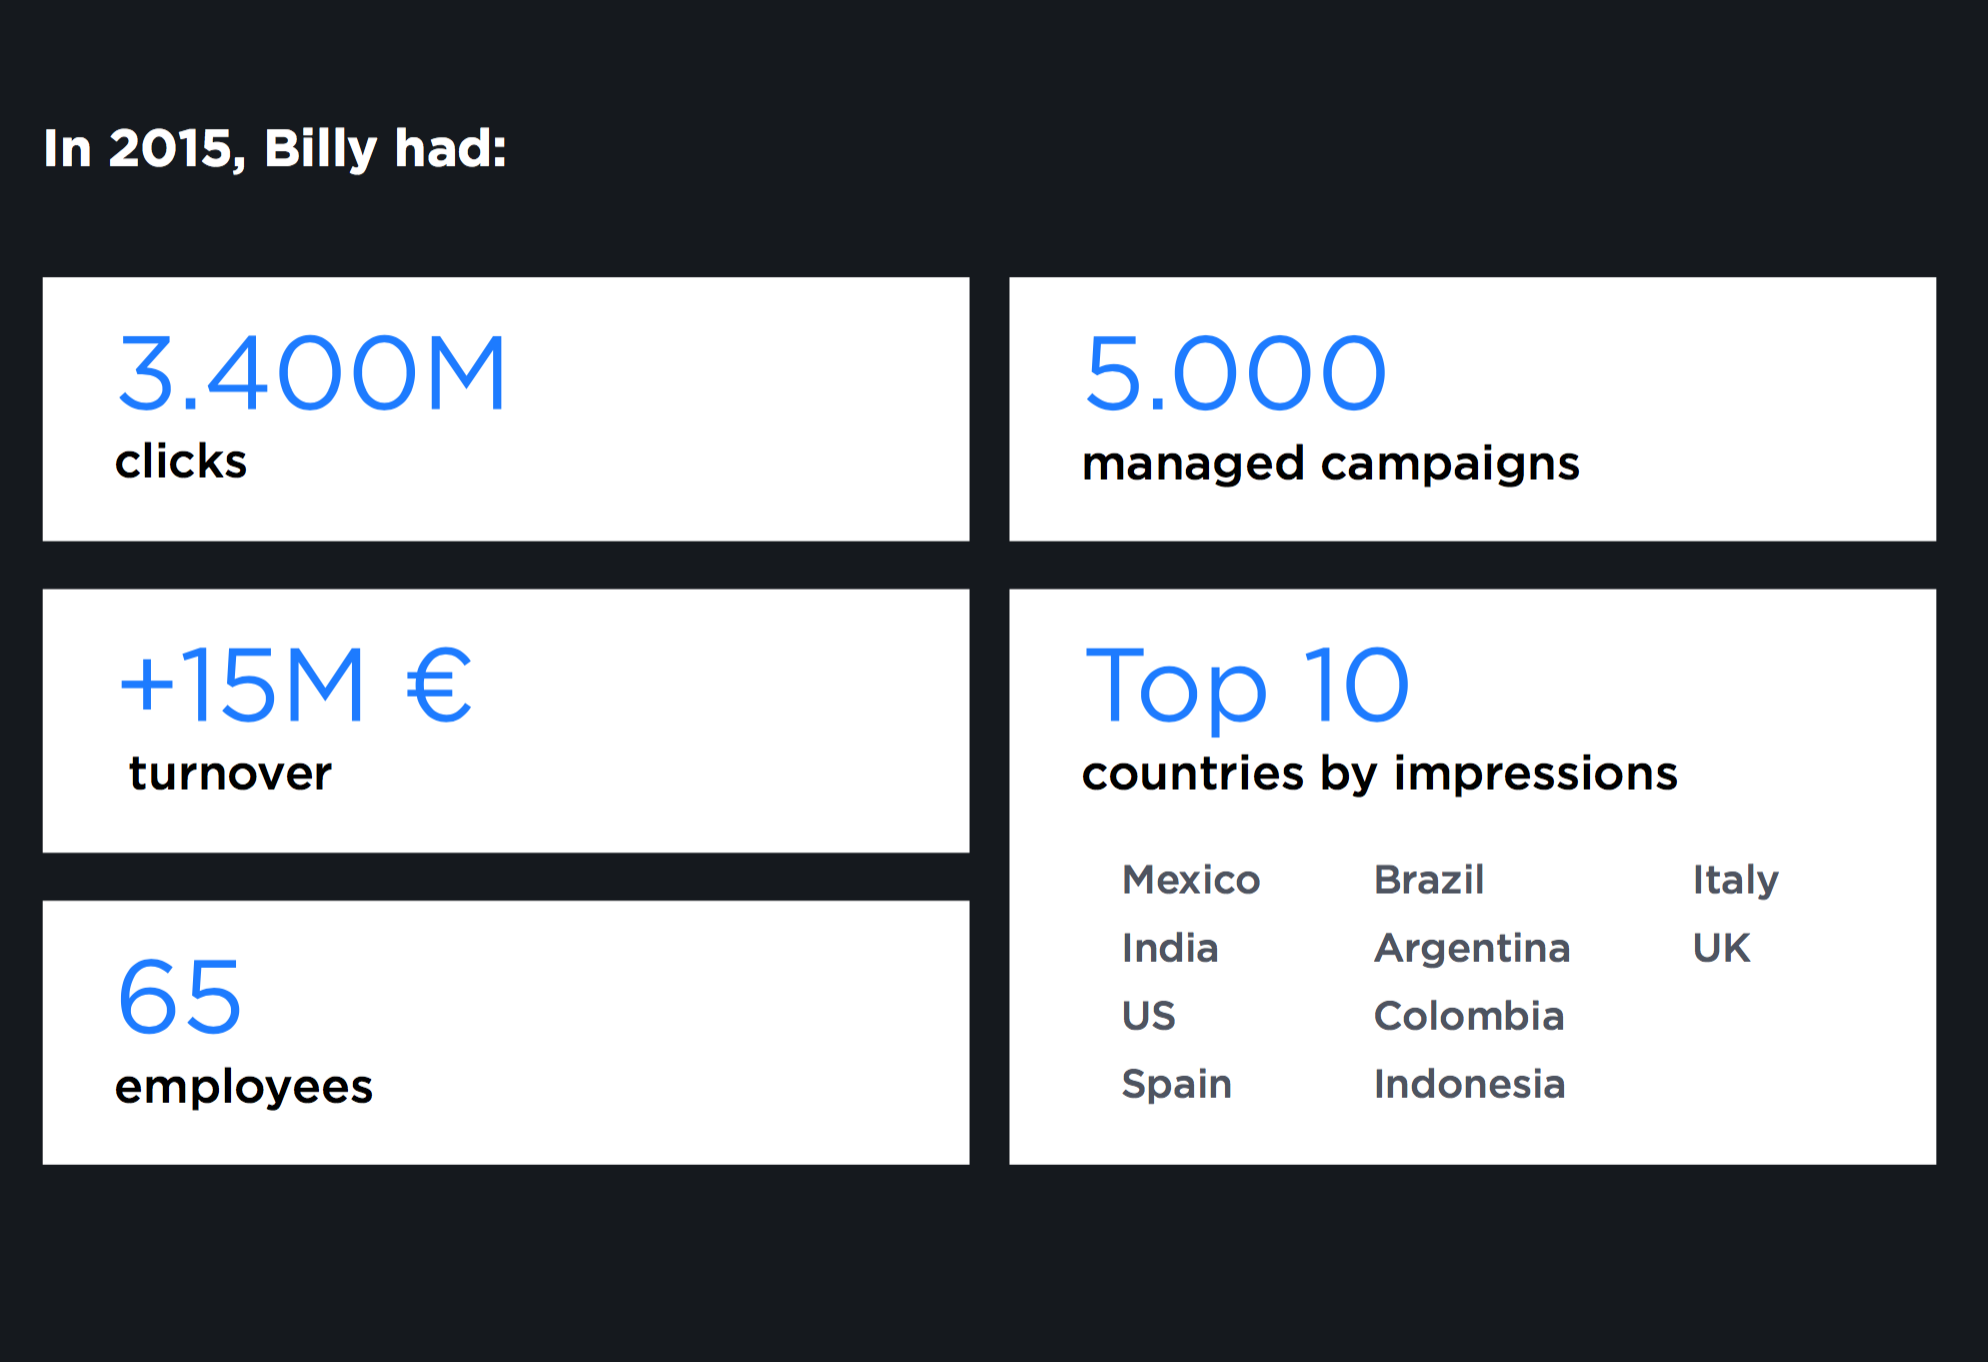 In 2015, Billy had:
3.400M
clicks
5.000
managed campaigns
+15M €
turnover
65
employees
Top 10
countries by impressions
Mexico
India
US
Spain
Brazil
Argentina
Colombia
Indonesia
Italy
UK